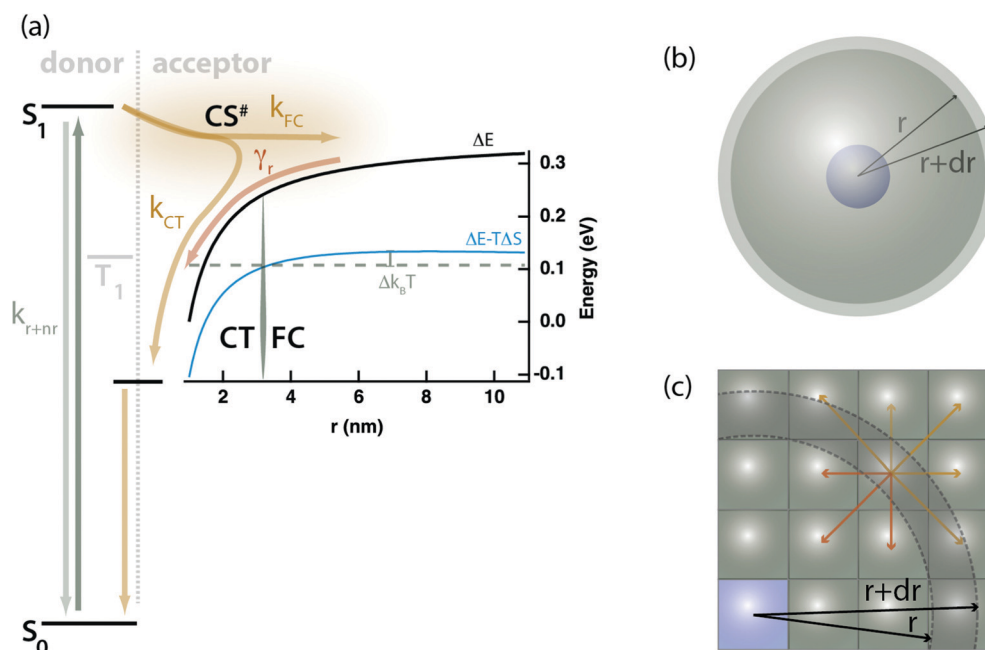 (a)
donor
acceptor
S1
CS#
kFC
γr
ΔE
0.3
0.2
kCT
ΔE-TΔS
0.1
ΔkBT
T1
kr+nr
0.0
CT
FC
-0.1
Energy (eV)
2
4
6
8
10
r (nm)
S0
(b)
r
r+dr
(c)
r+dr
r